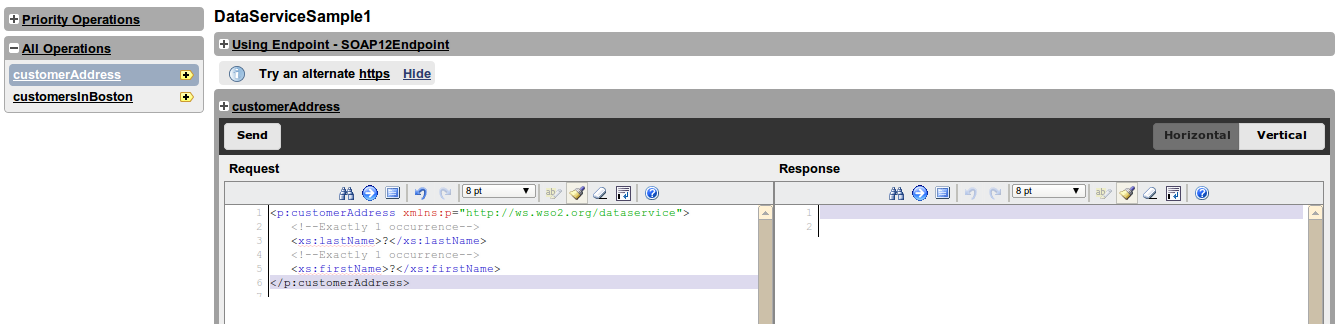 Priority Operations
All Operations
customerAddress
customersInBoston
DataServiceSample1
Using Endpoint - SOAP12Endpoint
Try an alternate https Hide
customerAddress
Send
Horizontal Vertical
Request
8 pt
1 <p:customerAddress xmlns:p="http://ws.wso2.org/dataservice">
2 <!--Exactly 1 occurrence-->
3 <xs:lastName>?</xs:lastName>
4 <!--Exactly 1 occurrence-->
5 <xs:firstName>?</xs:firstName>
6 </p:customerAddress>
7
Response
8 pt
1
2